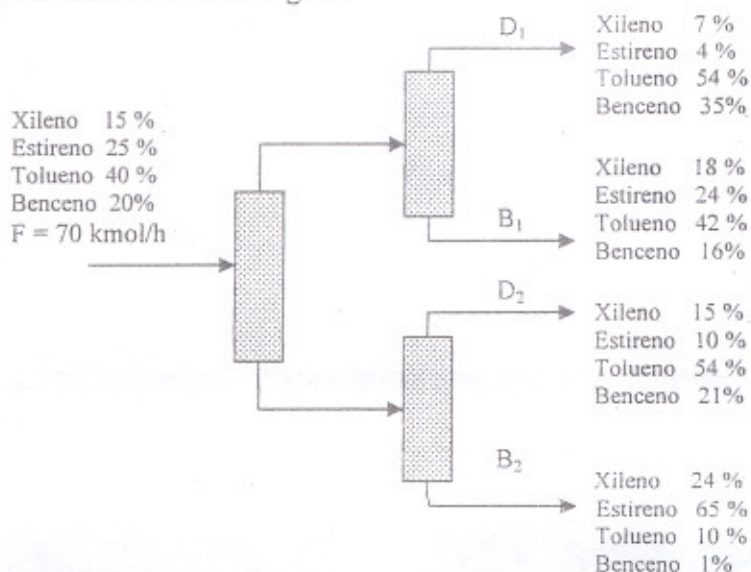 D₁
Xileno 7 %
Estireno 4 %
Tolueno 54 %
Benceno 35%
Xileno 15 %
Estireno 25 %
Tolueno 40 %
Benceno 20%
F = 70 kmol/h
B₁
Xileno 18 %
Estireno 24 %
Tolueno 42 %
Benceno 16%
D₂
Xileno 15 %
Estireno 10 %
Tolueno 54 %
Benceno 21%
B₂
Xileno 24 %
Estireno 65 %
Tolueno 10 %
Benceno 1%